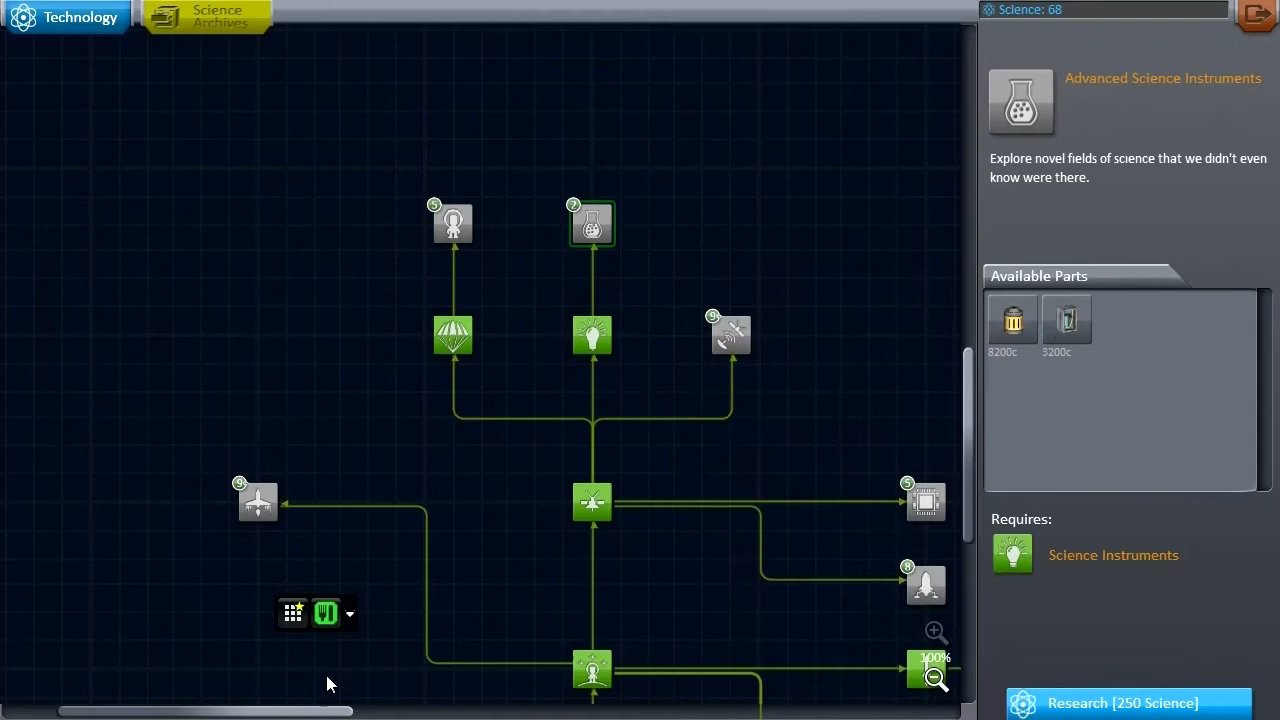 Technology
Science
Archives
Science: 68
Advanced Science Instruments
Explore novel fields of science that we didn't even
know were there.
5
2
9
Available Parts
8200c
3200c
9
5
Requires:
Science Instruments
8
100%
Research [250 Science]